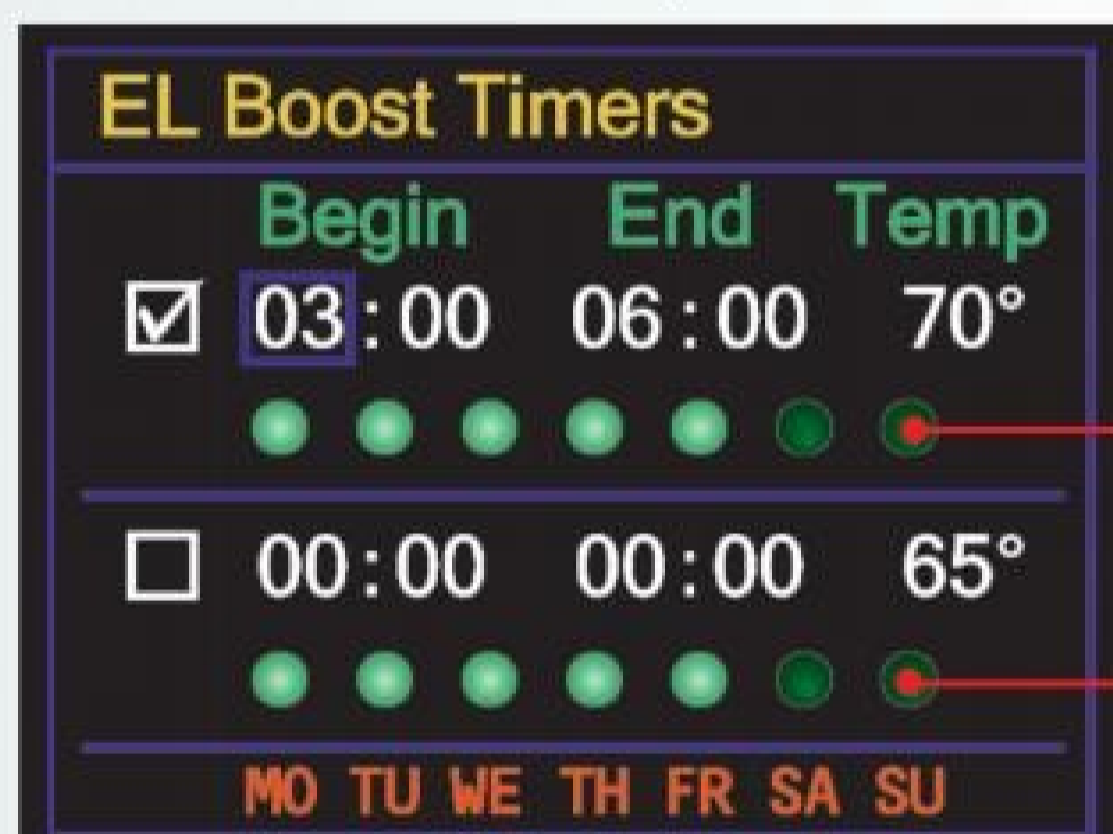 EL Boost Timers
Begin End Temp
03:00 06:00 70°
00:00 00:00 65°
MO TU WE TH FR SA SU